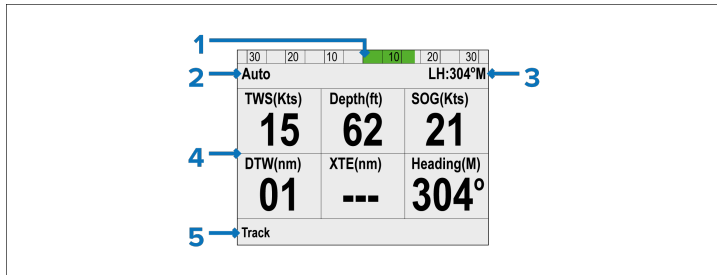 1
30 20 10 10 20 30
2 Auto LH:304°M 3
TWS(Kts) Depth(ft) SOG(Kts)
15 62 21
4
DTW(nm) XTE(nm) Heading(M)
01 --- 304°
5 Track